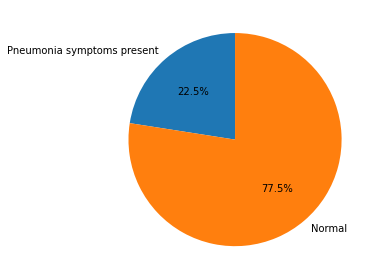 Pneumonia symptoms present
22.5%
77.5%
Normal